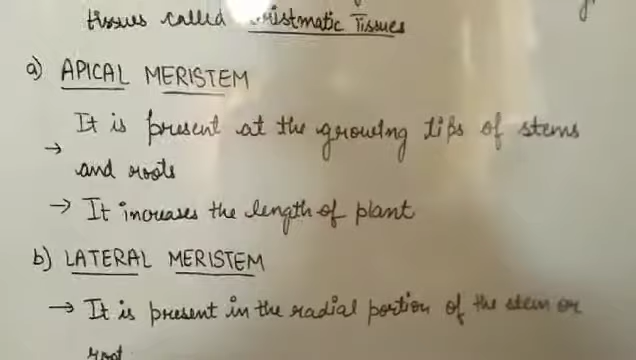 tissues called Tissues
a) APICAL MERISTEM
It is present at the growing tips of stems
→ and roots
→ It increases the length of plant
b) LATERAL MERISTEM
→ It is present in the radial portion of the stem or
root